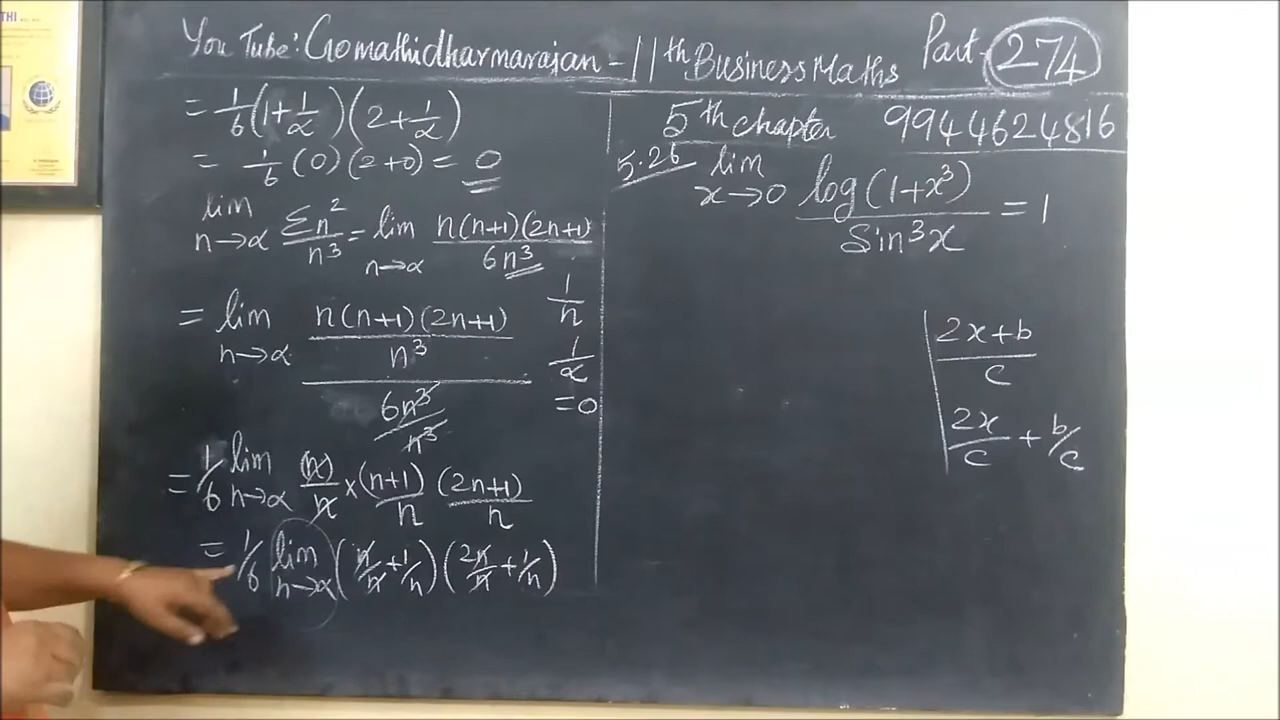 YouTube: Gomathidharmarajan - 11th Business Maths Part-274
= 1/6 (1+1/α) (2+1/α)
= 1/6 (0) (2+0) = 0
lim n→α Σn²/n³ = lim n→α n(n+1)(2n+1)/6n³
= lim n→α n(n+1)(2n+1)/n³ / 6n³/n³
1/n
1/α
=0
= 1/6 lim n→α (n)/n × (n+1)/n (2n+1)/n
= 1/6 lim n→α (n/n + 1/n) (2n/n + 1/n)
5th chapter 9944624816
5.26 lim x→0 log(1+x³)/Sin³x = 1
2x+b/c
2x/c + b/c